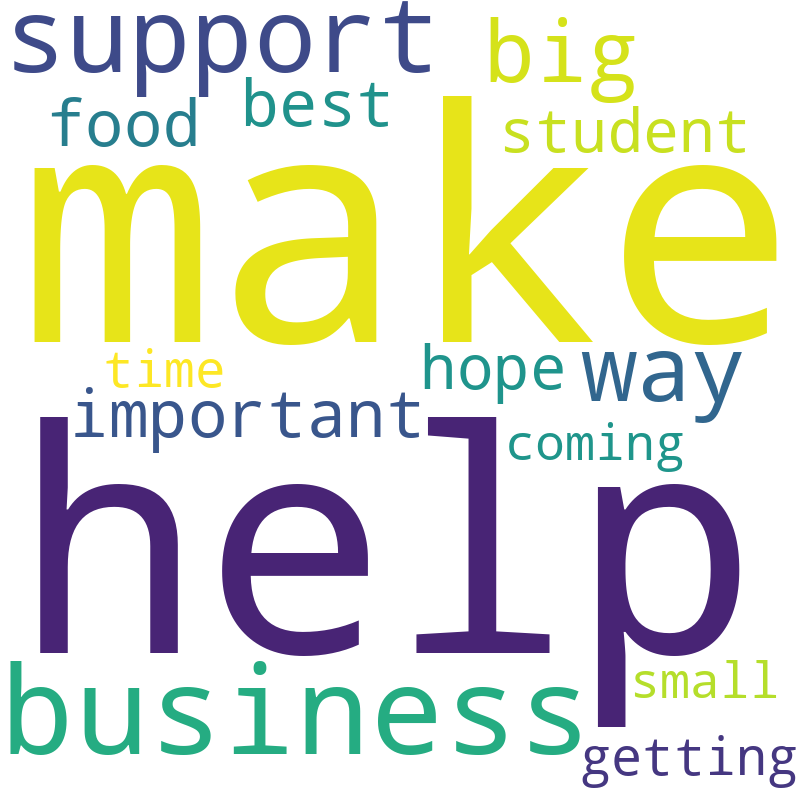 support
big
best
food
student
make
time
hope
way
important
coming
help
business
small
getting